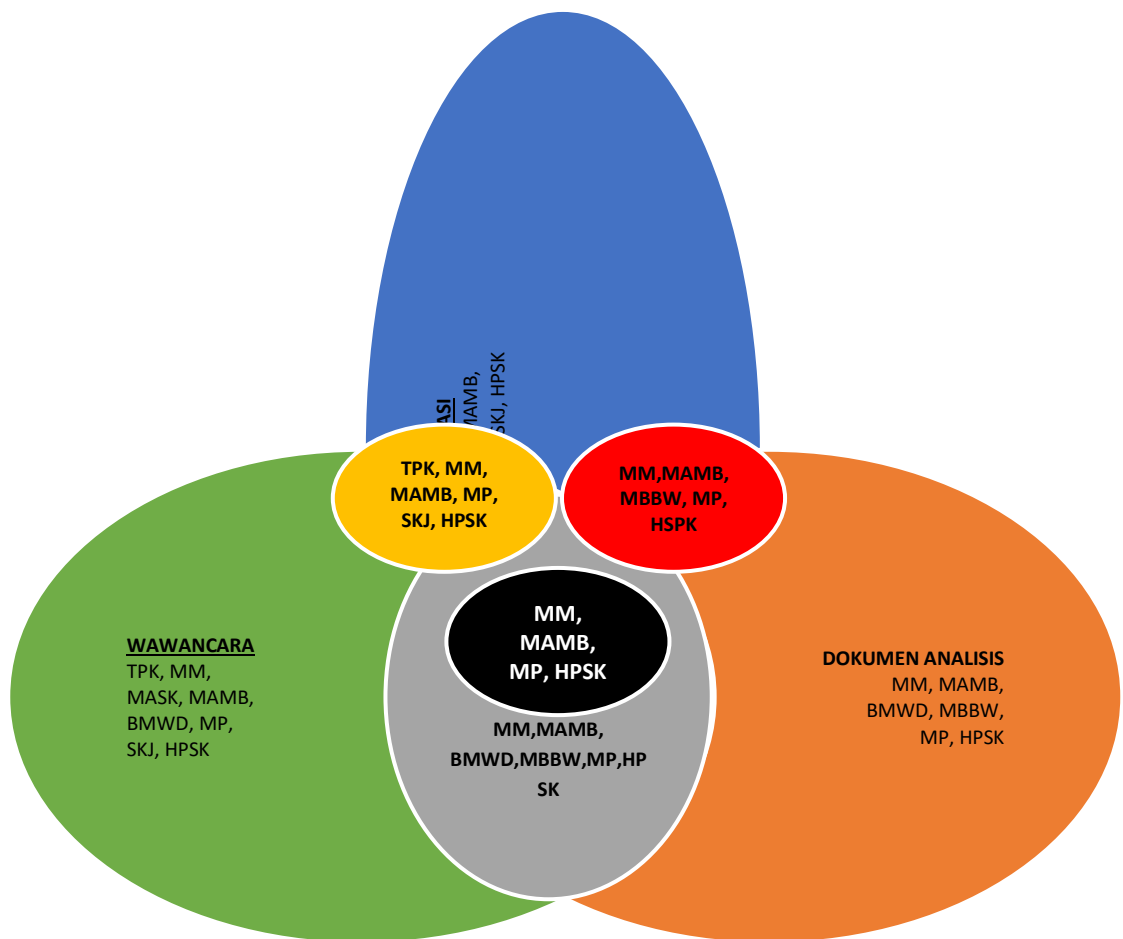 ASI
MAMB,
SKJ, HPSK
TPK, MM,
MAMB, MP,
SKJ, HPSK
MM,MAMB,
MBBW, MP,
HSPK
MM,
MAMB,
MP, HPSK
WAWANCARA
TPK, MM,
MASK, MAMB,
BMWD, MP,
SKJ, HPSK
DOKUMEN ANALISIS
MM, MAMB,
BMWD, MBBW,
MP, HPSK
MM,MAMB,
BMWD,MBBW,MP,HP
SK